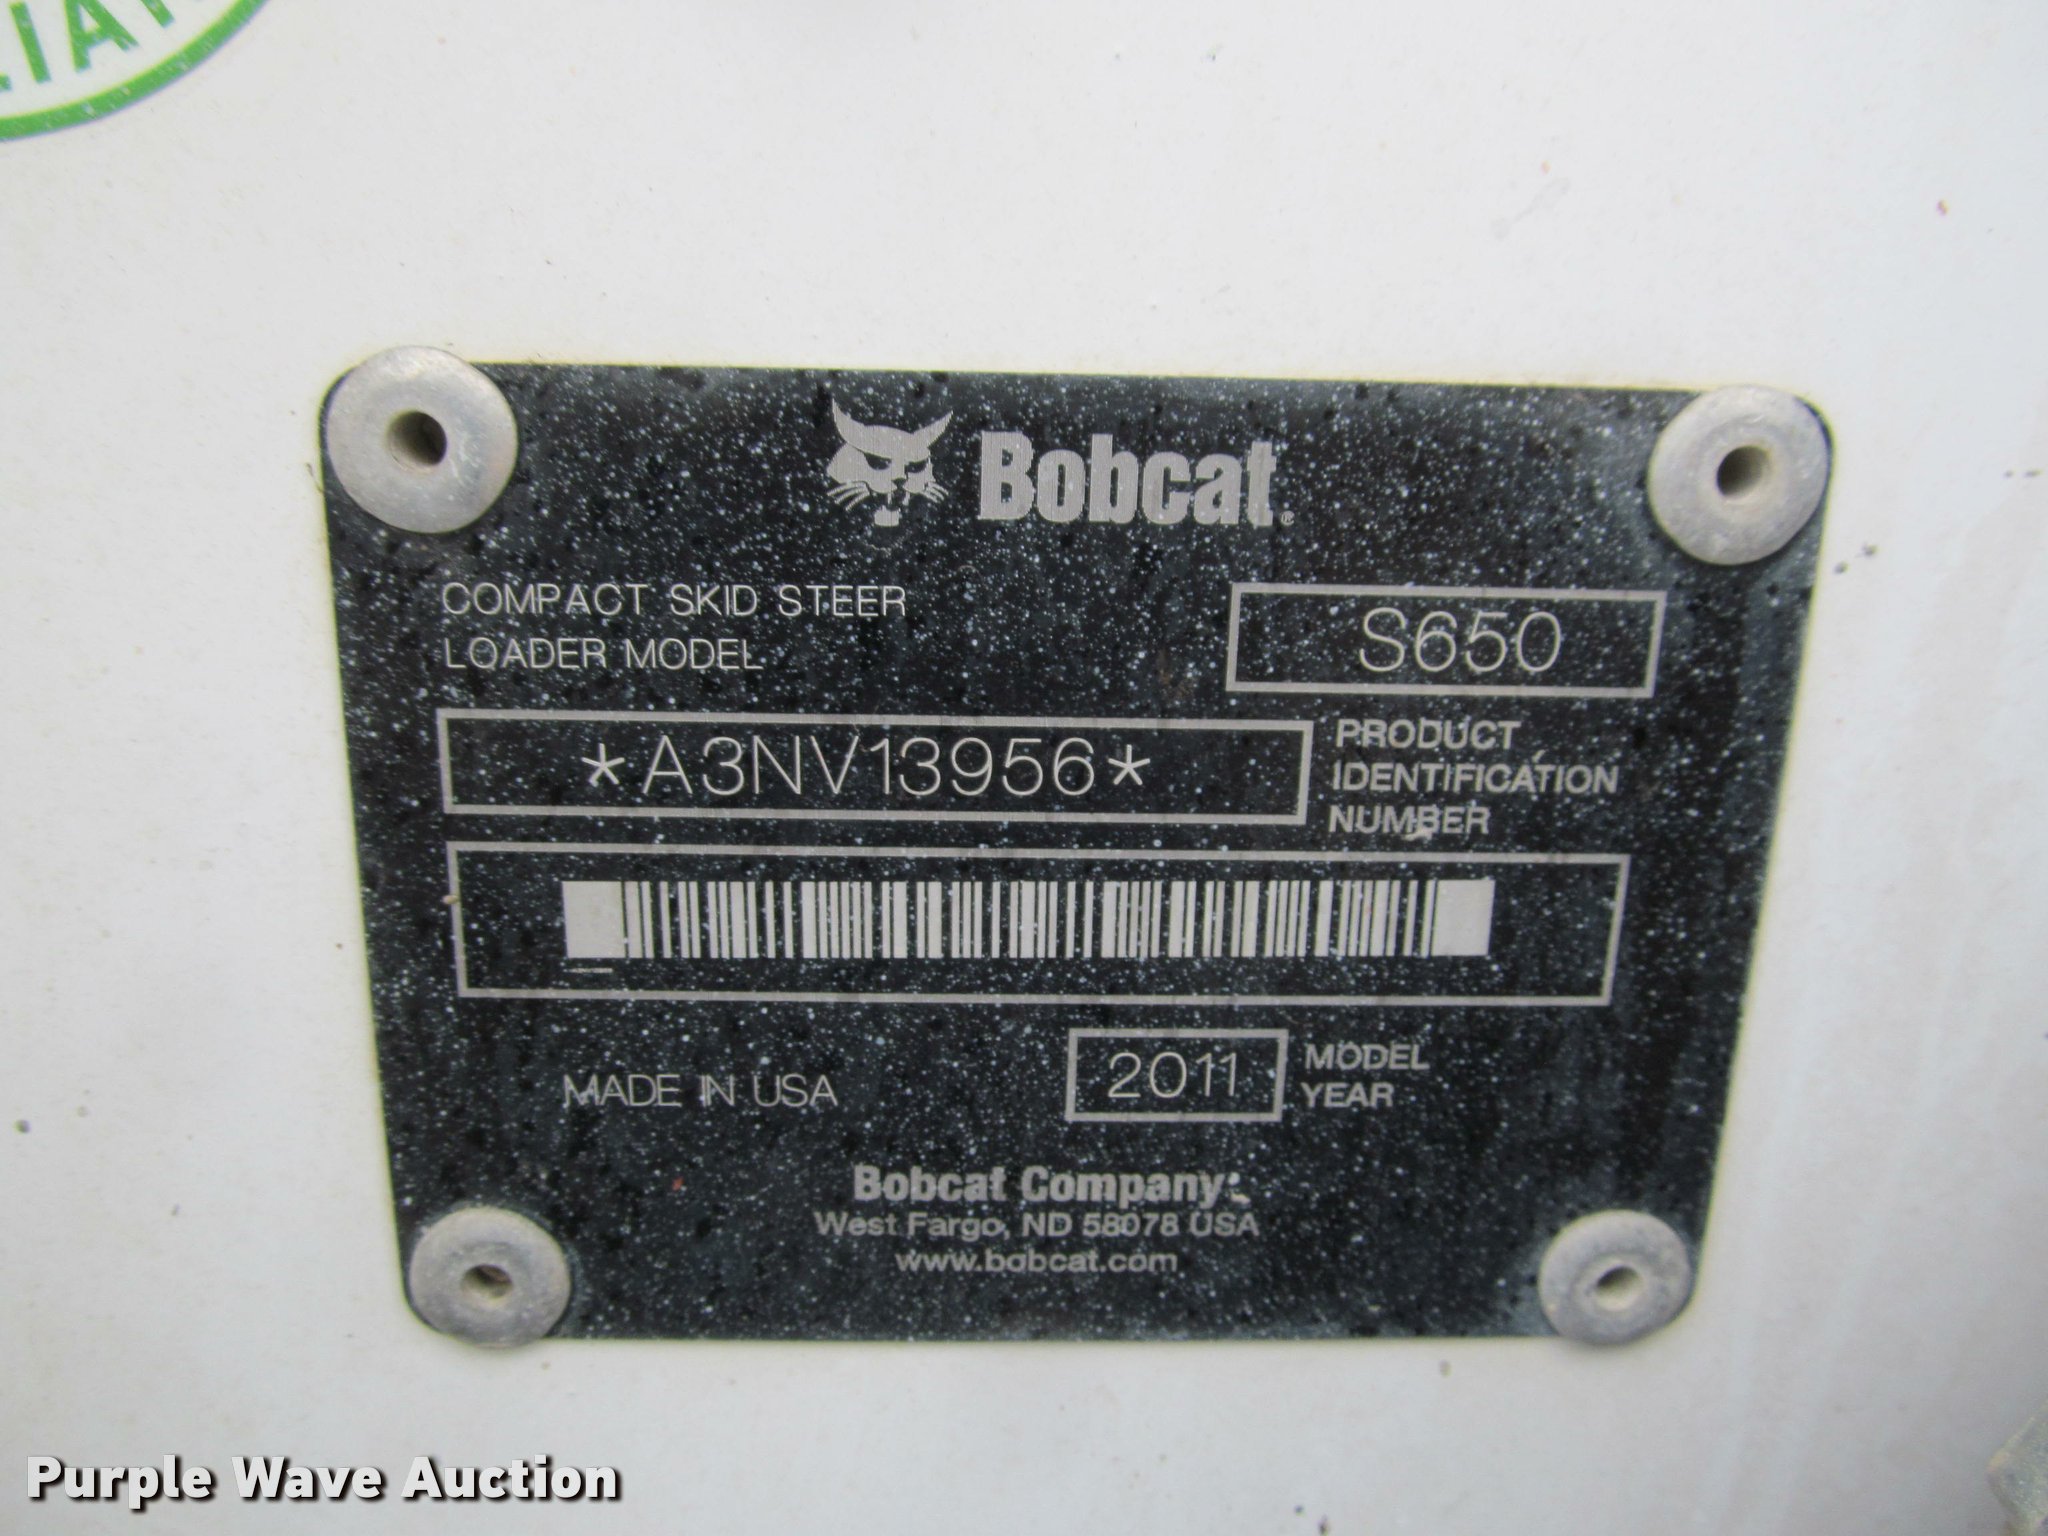 Bobcat®
COMPACT SKID STEER
LOADER MODEL
S650
*A3NV13956*
PRODUCT
IDENTIFICATION
NUMBER
MADE IN USA
2011
MODEL
YEAR
Bobcat Company
West Fargo, ND 58078 USA
www.bobcat.com
Purple Wave Auction